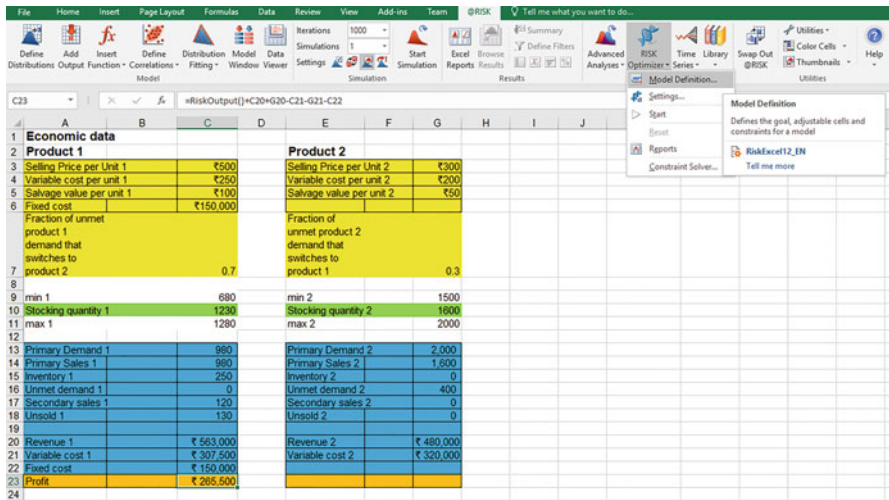 File Home Insert Page Layout Formulas Data Review View Add-ins Team @RISK Tell me what you want to do...
Define Distributions Add Output Insert Function Define Correlations Distribution Fitting Model Window Data Viewer
Model
Iterations 1000
Simulations 1
Settings
Start Simulation
Simulation
Excel Reports Browse Results
Summary
Define Filters
Results
Advanced Analyses RISK Optimizer Time Series Library Swap Out @RISK
Utilities
Color Cells
Thumbnails
Help
Utilities
Model Definition...
Settings...
Start
Reset
Reports
Constraint Solver...
Model Definition
Defines the goal, adjustable cells and
constraints for a model
RiskExcel12_EN
Tell me more
C23 fx =RiskOutput()+C20+G20-C21-G21-C22
A B C D E F G H I J
1 Economic data
2 Product 1 Product 2
3 Selling Price per Unit 1 ₹500 Selling Price per Unit 2 ₹300
4 Variable cost per unit 1 ₹250 Variable cost per unit 2 ₹200
5 Salvage value per unit 1 ₹100 Salvage value per unit 2 ₹50
6 Fixed cost ₹150,000
Fraction of unmet
product 1
demand that
switches to
7 product 2 0.7
Fraction of
unmet product 2
demand that
switches to
product 1 0.3
8
9 min 1 680 min 2 1500
10 Stocking quantity 1 1230 Stocking quantity 2 1600
11 max 1 1280 max 2 2000
12
13 Primary Demand 1 980 Primary Demand 2 2,000
14 Primary Sales 1 980 Primary Sales 2 1,600
15 Inventory 1 250 Inventory 2 0
16 Unmet demand 1 0 Unmet demand 2 400
17 Secondary sales 1 120 Secondary sales 2 0
18 Unsold 1 130 Unsold 2 0
19
20 Revenue 1 ₹ 563,000 Revenue 2 ₹ 480,000
21 Variable cost 1 ₹ 307,500 Variable cost 2 ₹ 320,000
22 Fixed cost ₹ 150,000
23 Profit ₹ 265,500
24